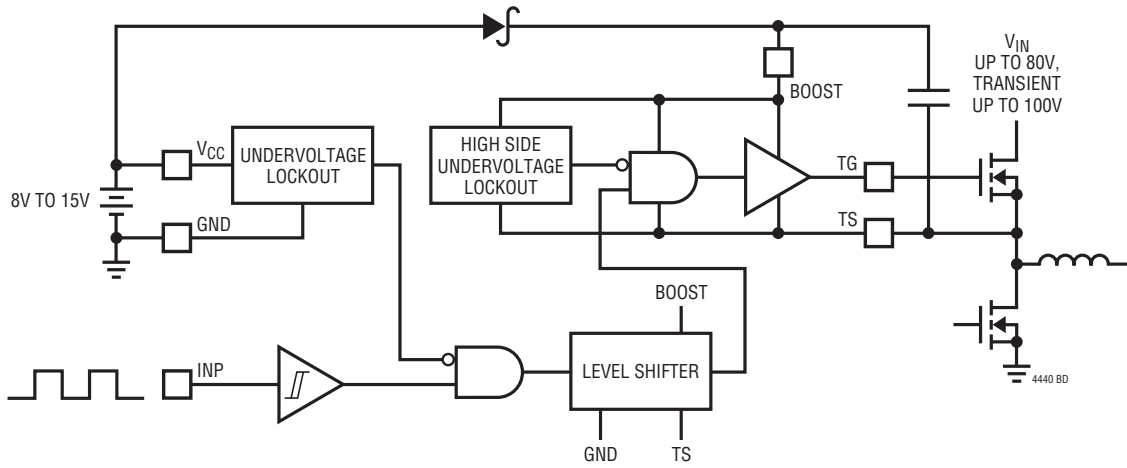 V_IN
UP TO 80V,
TRANSIENT
UP TO 100V
BOOST
V_CC
UNDERVOLTAGE
LOCKOUT
HIGH SIDE
UNDERVOLTAGE
LOCKOUT
TG
8V TO 15V
GND
TS
BOOST
INP
LEVEL SHIFTER
4440 BD
GND
TS